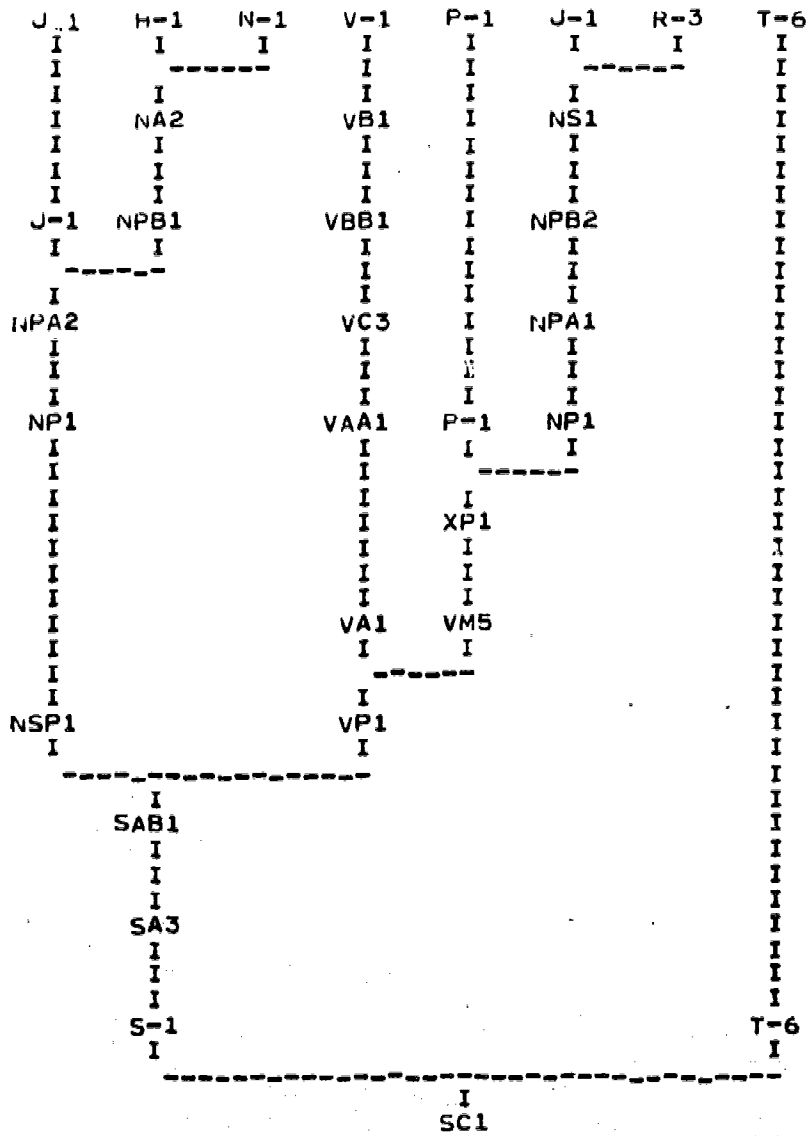 J-1 H-1 N-1 V-1 P-1 J-1 R-3 T-6
NA2 VB1 NS1
J-1 NPB1 VBB1 NPB2
NPA2 VC3 NPA1
NP1 VAA1 P-1 NP1
XP1
VA1 VM5
NSP1 VP1
SAB1
SA3
S-1 T-6
SC1